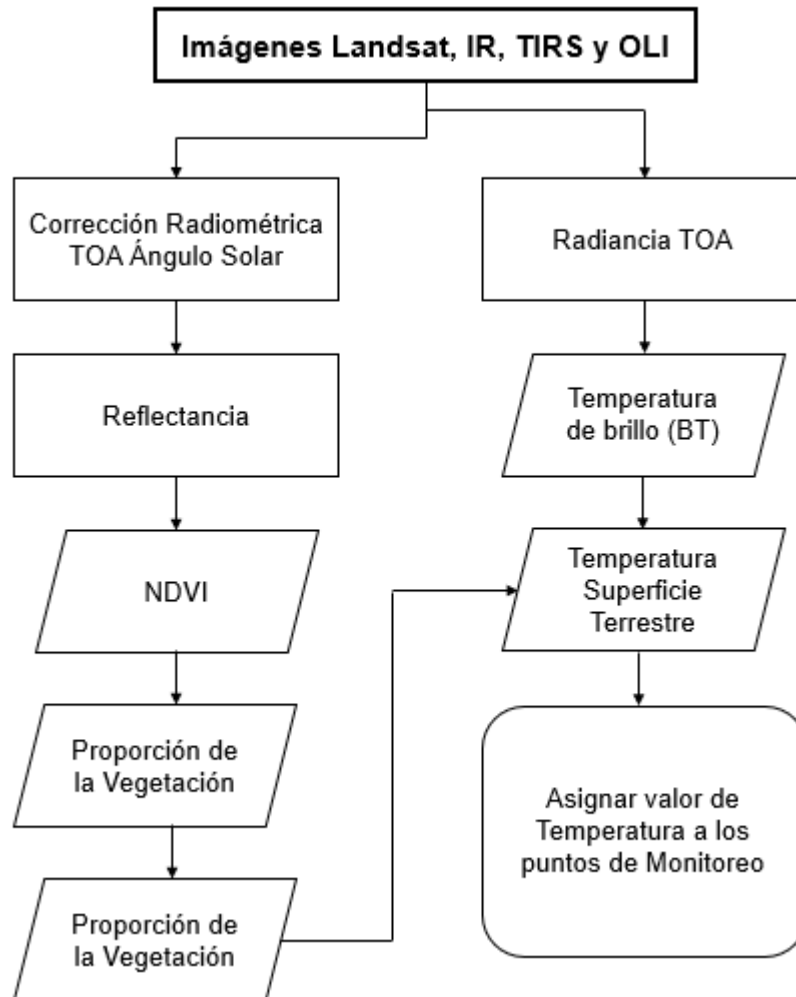 Imágenes Landsat, IR, TIRS y OLI
Corrección Radiométrica
TOA Ángulo Solar
Reflectancia
NDVI
Proporción de
la Vegetación
Proporción de
la Vegetación
Radiancia TOA
Temperatura
de brillo (BT)
Temperatura
Superficie
Terrestre
Asignar valor de
Temperatura a los
puntos de Monitoreo